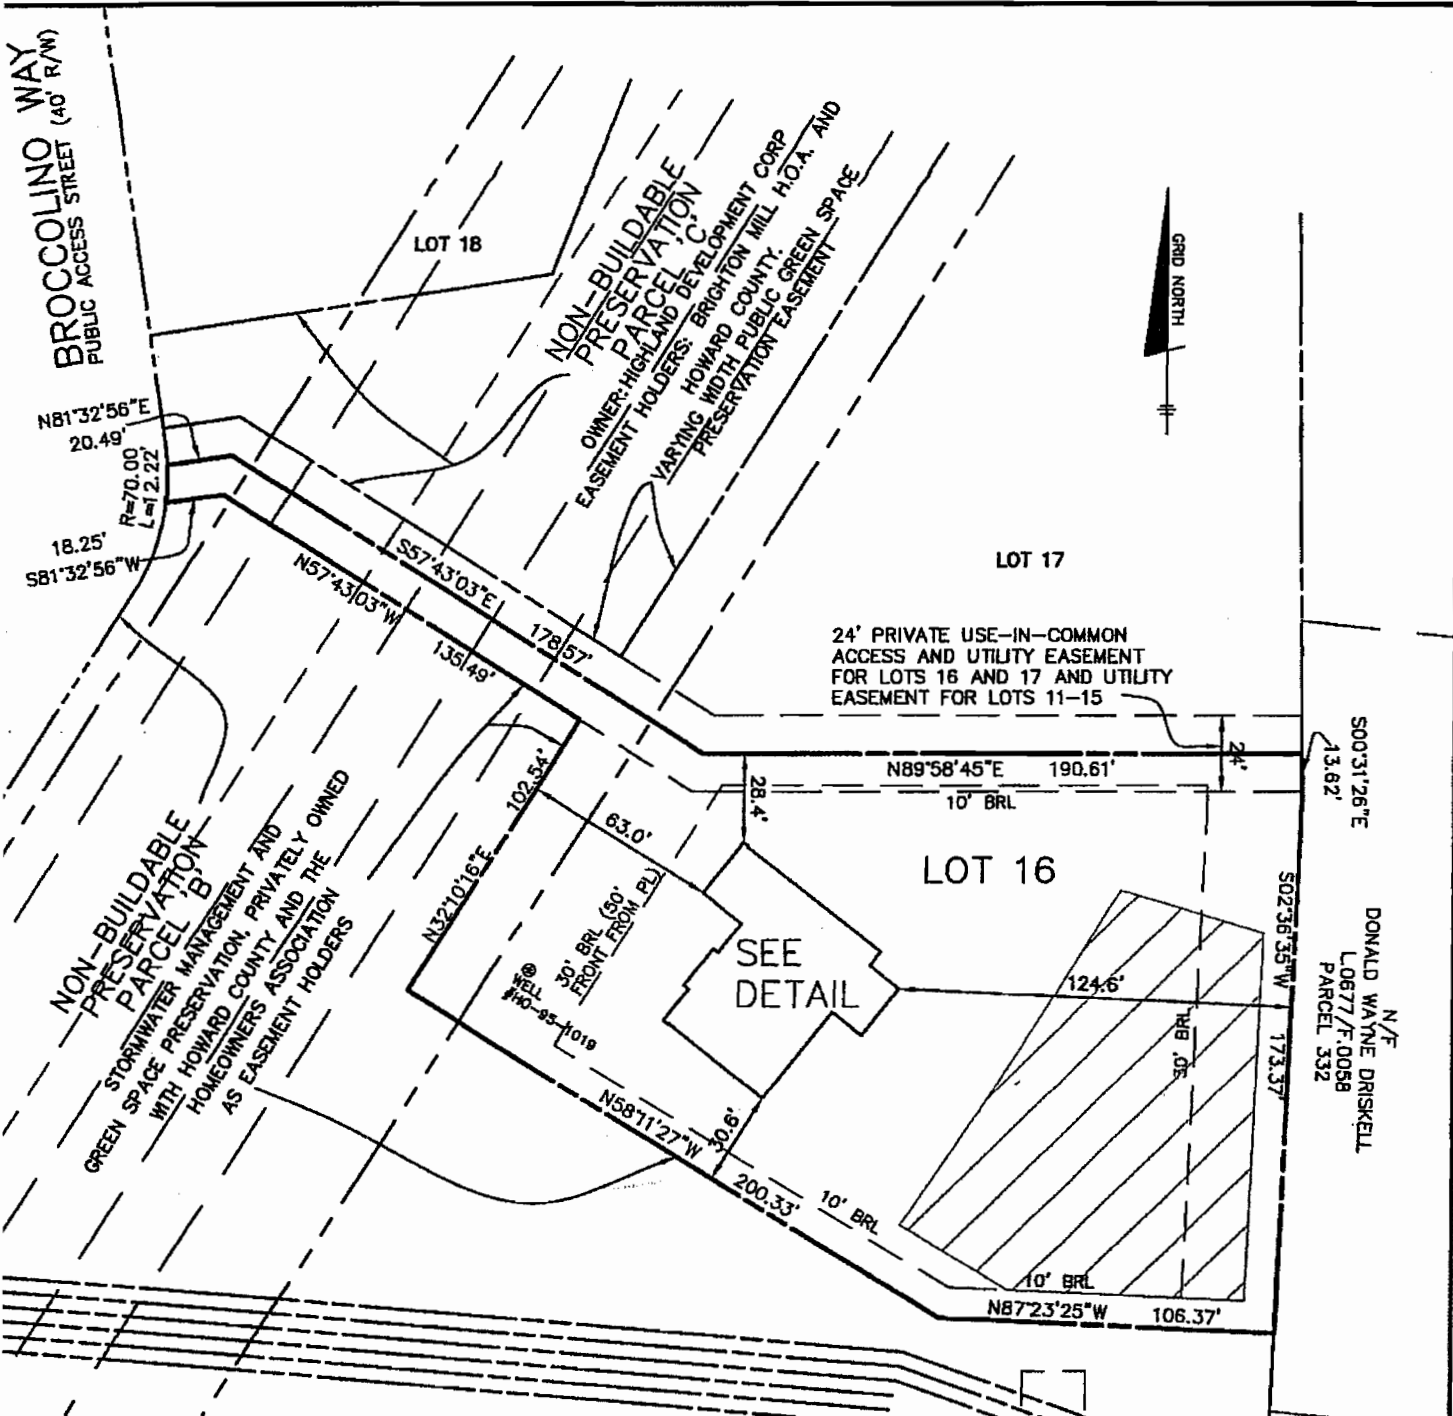 BROCCOLINO WAY
PUBLIC ACCESS STREET (40' R/W)
LOT 18
NON-BUILDABLE
PRESERVATION
PARCEL 'C'
OWNER: HIGHLAND DEVELOPMENT CORP
EASEMENT HOLDERS: BRIGHTON MILL H.O.A. AND
HOWARD COUNTY.
VARYING WIDTH PUBLIC GREEN SPACE
PRESERVATION EASEMENT
GRID NORTH
N81°32'56"E
20.49'
R=70.00'
L=12.22'
18.25'
S81°32'56"W
S57°43'03"E
178.57'
N57°43'03"W
135.49'
LOT 17
24' PRIVATE USE-IN-COMMON
ACCESS AND UTILITY EASEMENT
FOR LOTS 16 AND 17 AND UTILITY
EASEMENT FOR LOTS 11-15
S00°31'26"E
13.62'
24'
N89°58'45"E 190.61'
10' BRL
28.4'
102.54'
63.0'
N32°10'16"E
LOT 16
30' BRL (50'
FRONT FROM PL)
WELL
#HO-95-1019
SEE
DETAIL
124.6'
S02°36'35"W 173.37'
30' BRL
N/F
DONALD WAYNE DRISKELL
L.0677/F.0058
PARCEL 332
NON-BUILDABLE
PRESERVATION
PARCEL 'B'
STORMWATER MANAGEMENT AND
GREEN SPACE PRESERVATION, PRIVATELY OWNED
WITH HOWARD COUNTY AND THE
HOMEOWNERS ASSOCIATION
AS EASEMENT HOLDERS
N58°11'27"W
30.6'
200.33'
10' BRL
10' BRL
N87°23'25"W 106.37'